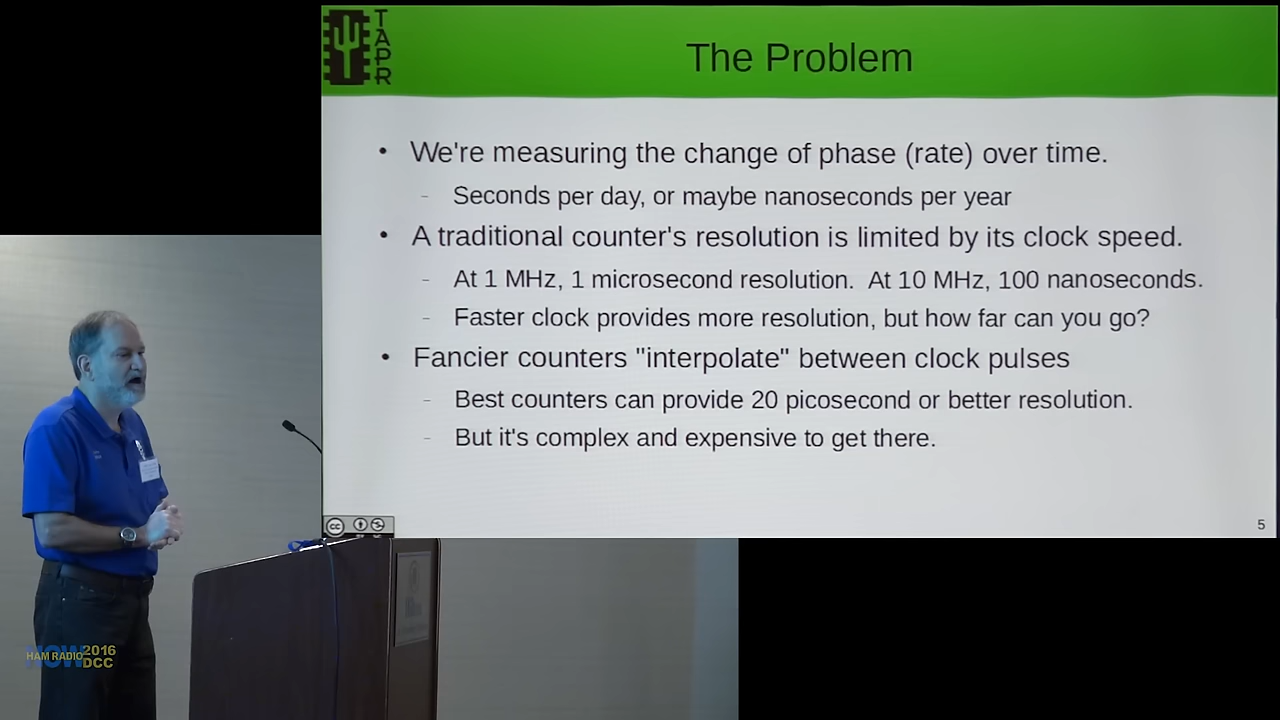 TAPR
The Problem
• We're measuring the change of phase (rate) over time.
- Seconds per day, or maybe nanoseconds per year
• A traditional counter's resolution is limited by its clock speed.
- At 1 MHz, 1 microsecond resolution. At 10 MHz, 100 nanoseconds.
- Faster clock provides more resolution, but how far can you go?
• Fancier counters "interpolate" between clock pulses
- Best counters can provide 20 picosecond or better resolution.
- But it's complex and expensive to get there.
cc
5
HAM RADIO NOW 2016
DCC